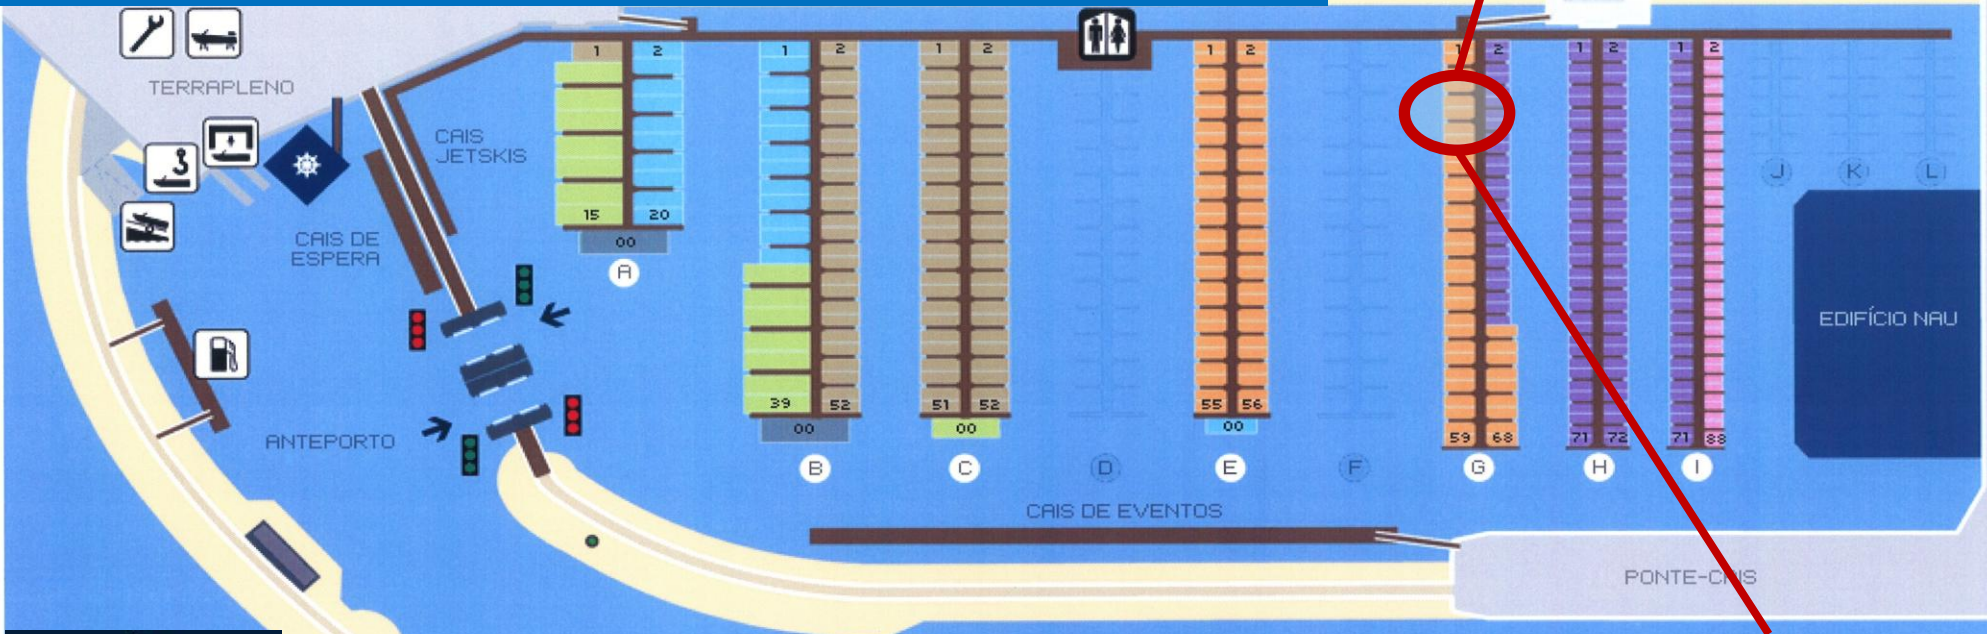 TERRAPLENO
CAIS
JETSKIS
CAIS DE
ESPERA
ANTEPORTO
1 2
15 20
00
A
1 2
39 52
00
B
1 2
51 52
00
C
D
1 2
55 56
00
E
F
1 2
59 68
G
1 2
71 72
H
1 2
71 88
I
J K L
EDIFÍCIO NAU
CAIS DE EVENTOS
PONTE-CAIS